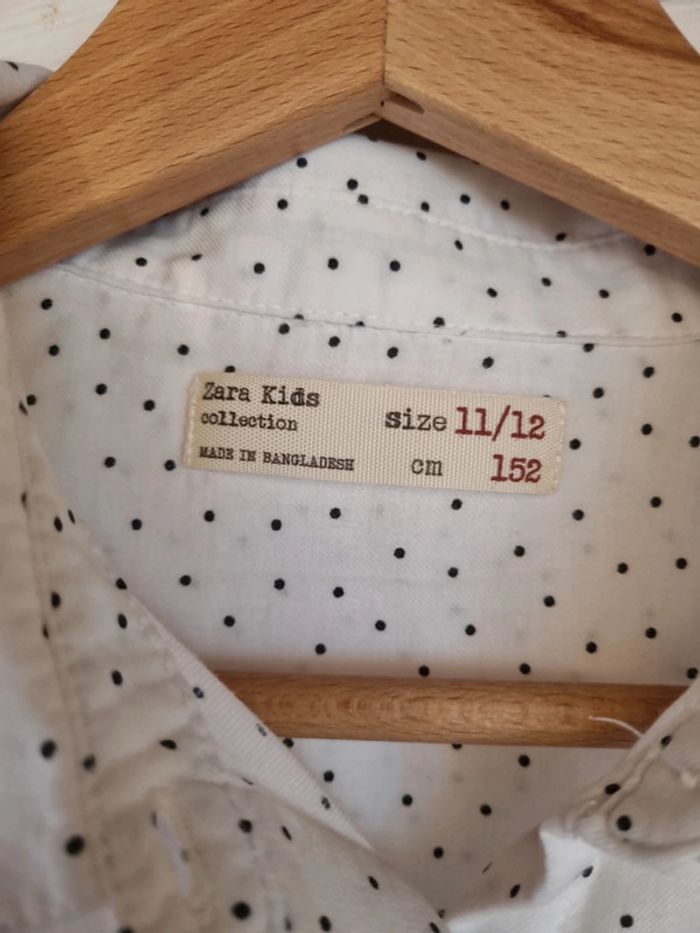 Zara Kids
collection
MADE IN BANGLADESH
size 11/12
cm 152